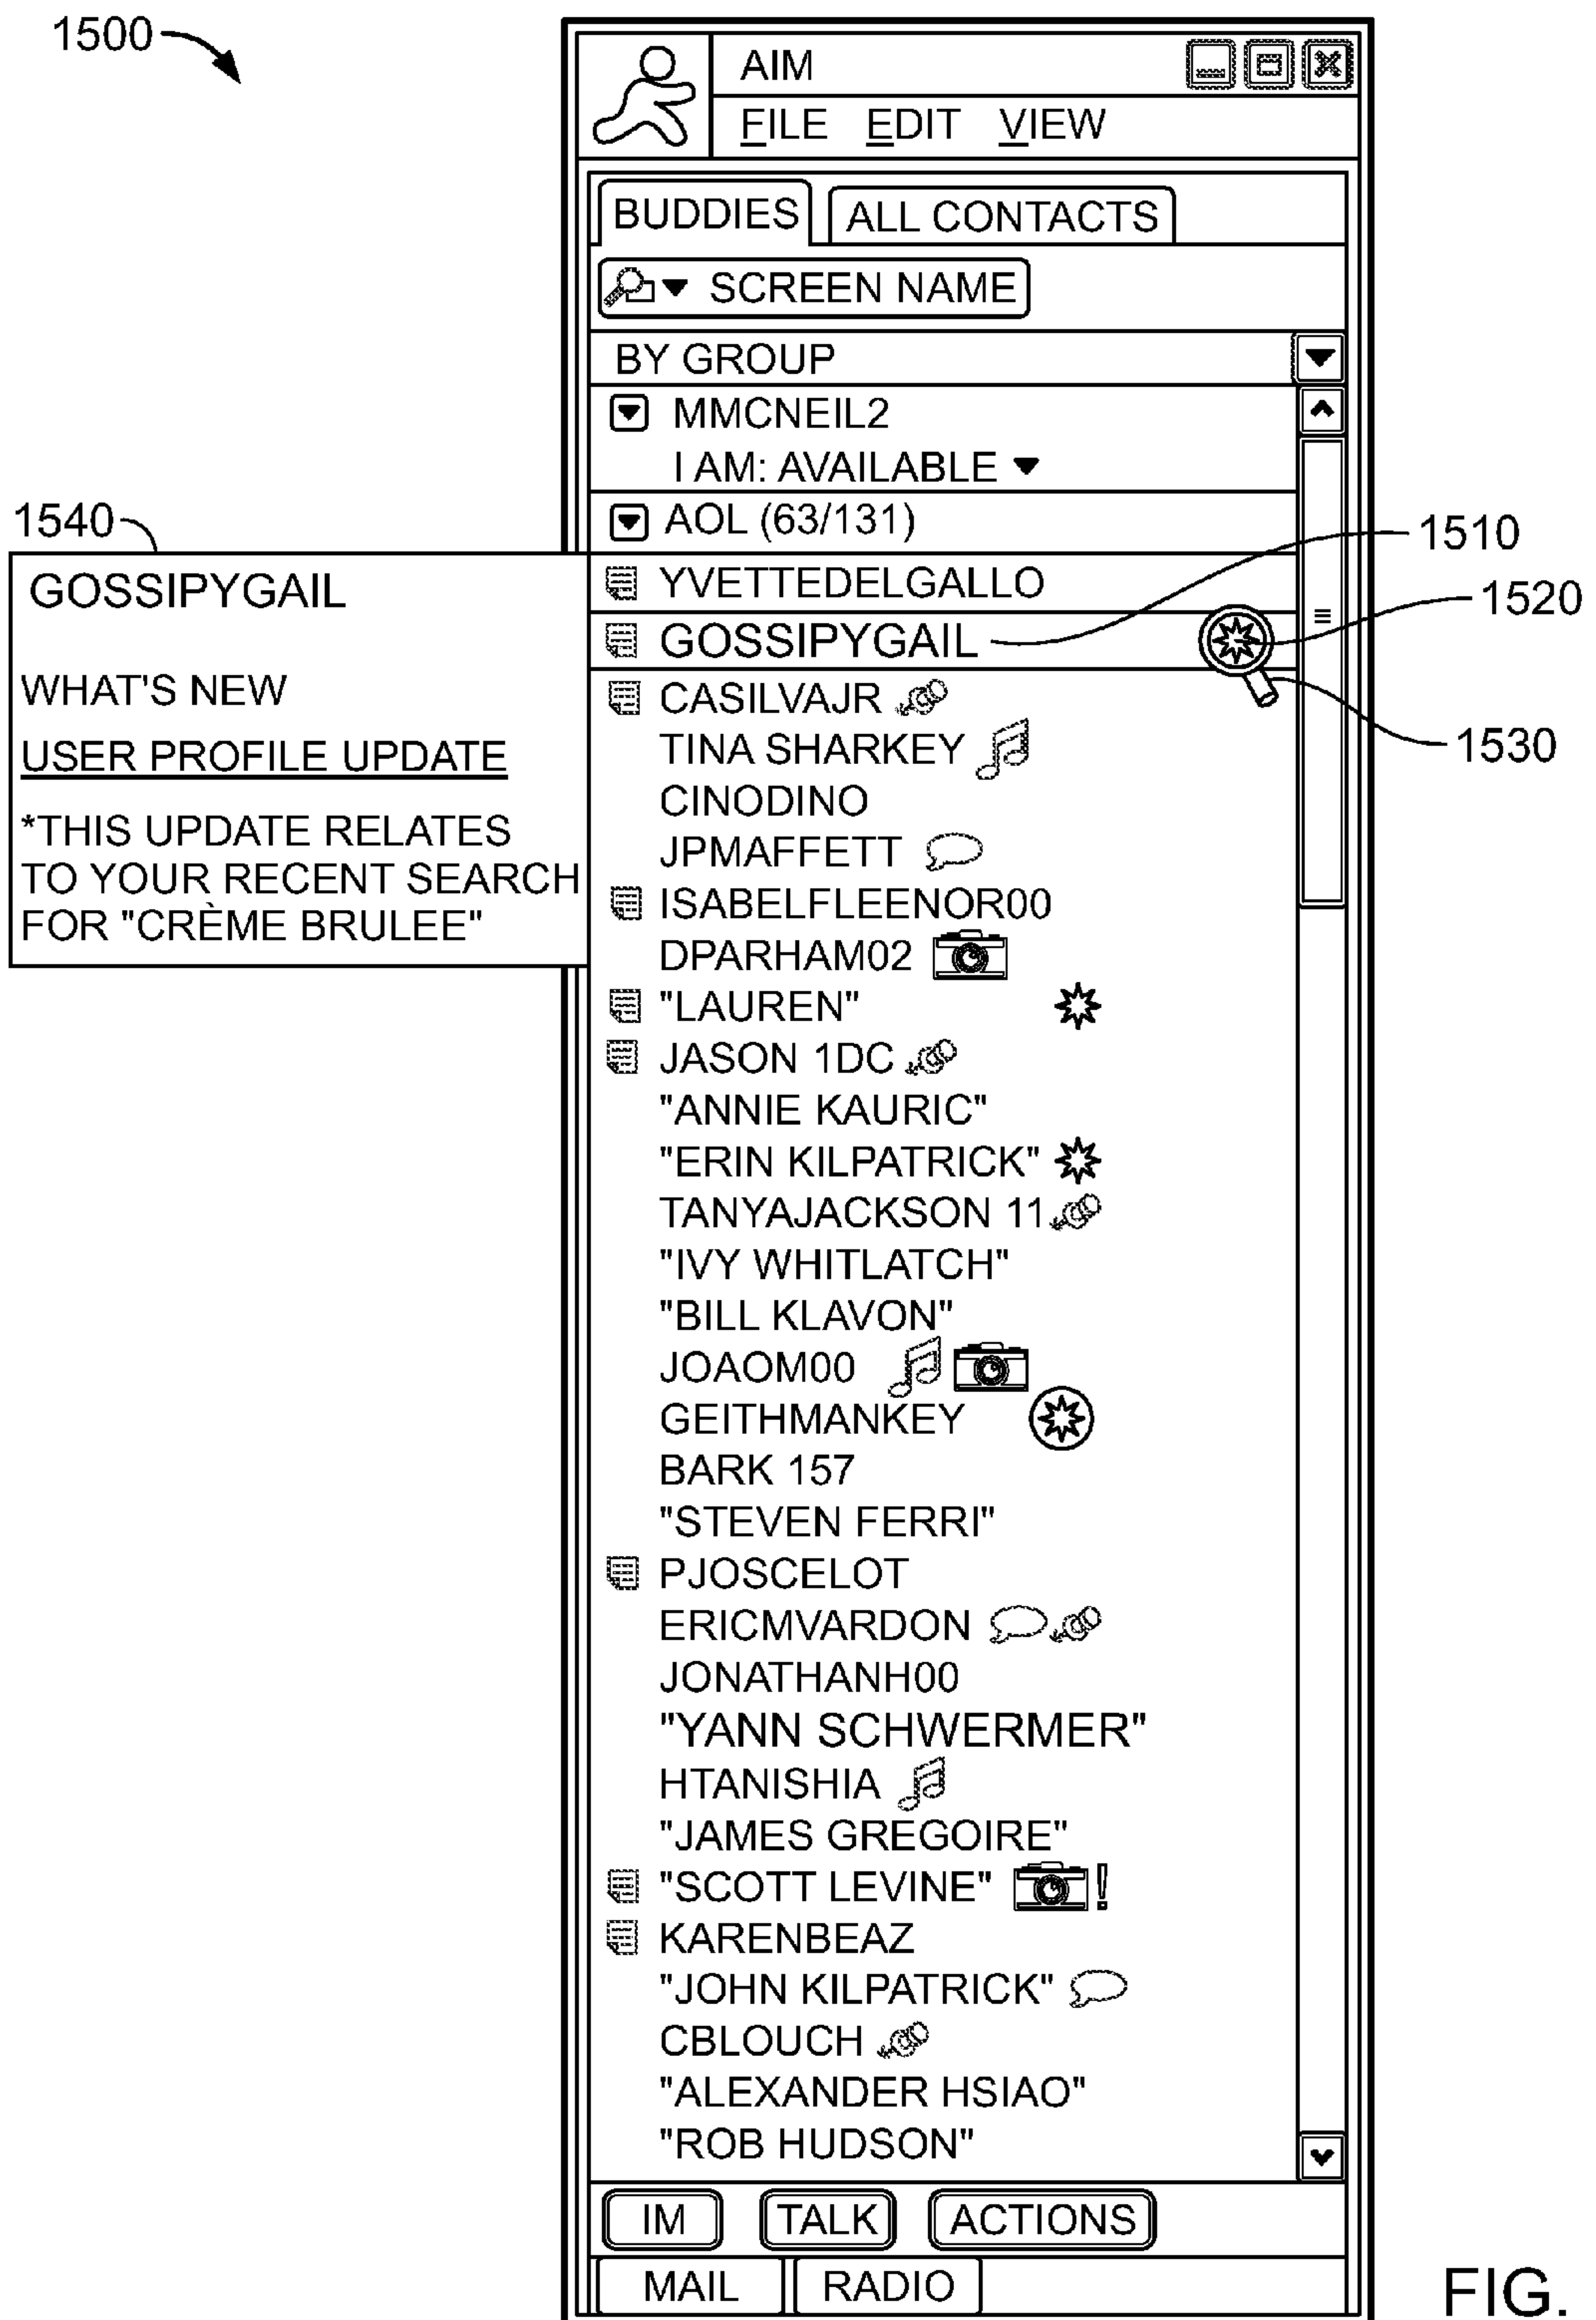 1500
AIM
FILE EDIT VIEW
BUDDIES ALL CONTACTS
SCREEN NAME
BY GROUP
MMCNEIL2
I AM: AVAILABLE
AOL (63/131)
1540
1510
1520
1530
GOSSIPYGAIL
WHAT'S NEW
USER PROFILE UPDATE
*THIS UPDATE RELATES
TO YOUR RECENT SEARCH
FOR "CRÈME BRULEE"
YVETTEDELGALLO
GOSSIPYGAIL
CASILVAJR
TINA SHARKEY
CINODINO
JPMAFFETT
ISABELFLEENOR00
DPARHAM02
"LAUREN"
JASON 1DC
"ANNIE KAURIC"
"ERIN KILPATRICK"
TANYAJACKSON 11
"IVY WHITLATCH"
"BILL KLAVON"
JOAOM00
GEITHMANKEY
BARK 157
"STEVEN FERRI"
PJOSCELOT
ERICMVARDON
JONATHANH00
"YANN SCHWERMER"
HTANISHIA
"JAMES GREGOIRE"
"SCOTT LEVINE" !
KARENBEAZ
"JOHN KILPATRICK"
CBLOUCH
"ALEXANDER HSIAO"
"ROB HUDSON"
IM TALK ACTIONS
MAIL RADIO
FIG.